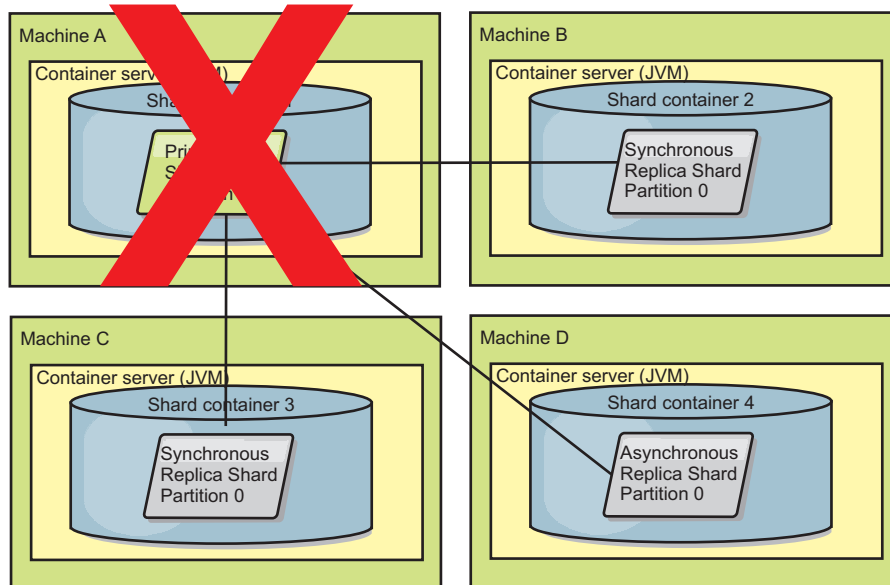 Machine A
Container server
Machine B
Container server (JVM)
Shard container 2
Synchronous
Replica Shard
Partition 0
Machine C
Container server (JVM)
Shard container 3
Synchronous
Replica Shard
Partition 0
Machine D
Container server (JVM)
Shard container 4
Asynchronous
Replica Shard
Partition 0